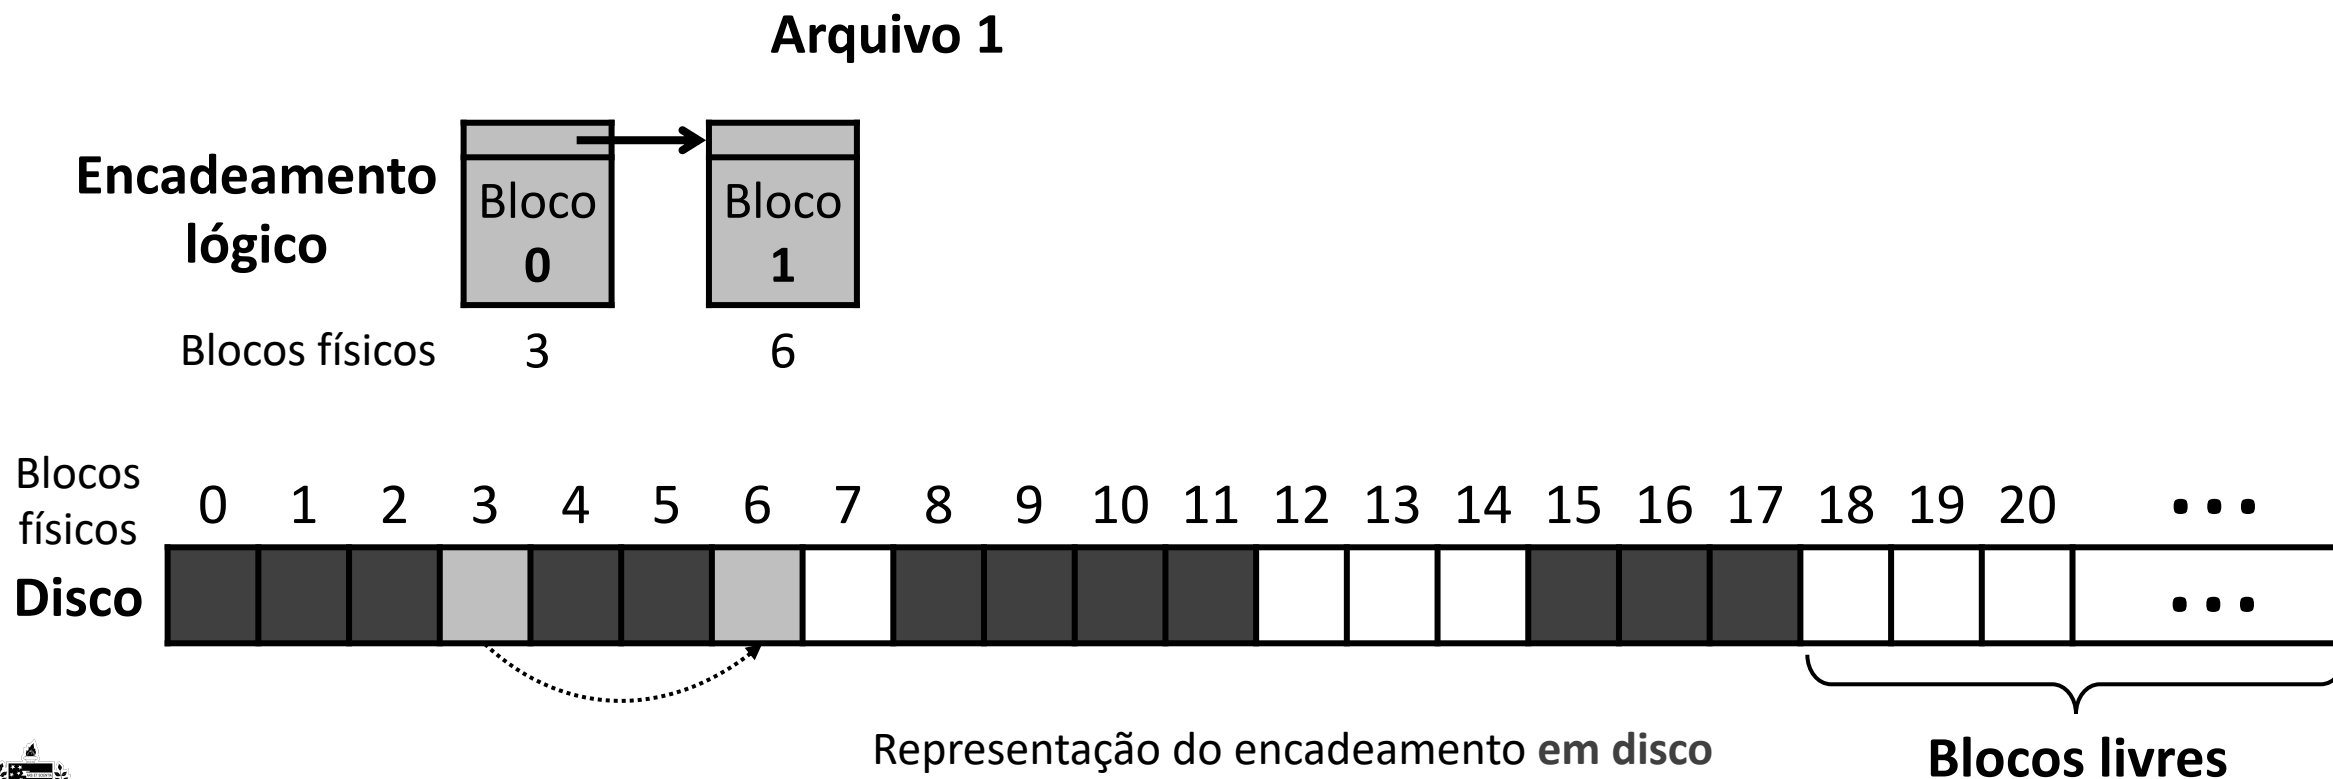 Arquivo 1
Encadeamento
lógico
Bloco
0
Bloco
1
Blocos físicos 3 6
Blocos
físicos
0 1 2 3 4 5 6 7 8 9 10 11 12 13 14 15 16 17 18 19 20 ...
Disco ...
Representação do encadeamento em disco
Blocos livres